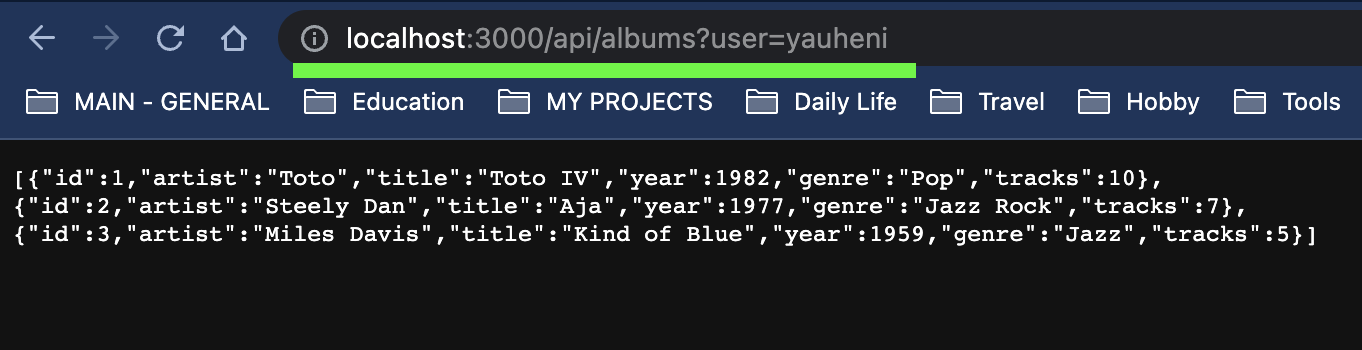 localhost:3000/api/albums?user=yauheni
MAIN - GENERAL Education MY PROJECTS Daily Life Travel Hobby Tools
[{"id":1,"artist":"Toto","title":"Toto IV","year":1982,"genre":"Pop","tracks":10},
{"id":2,"artist":"Steely Dan","title":"Aja","year":1977,"genre":"Jazz Rock","tracks":7},
{"id":3,"artist":"Miles Davis","title":"Kind of Blue","year":1959,"genre":"Jazz","tracks":5}]